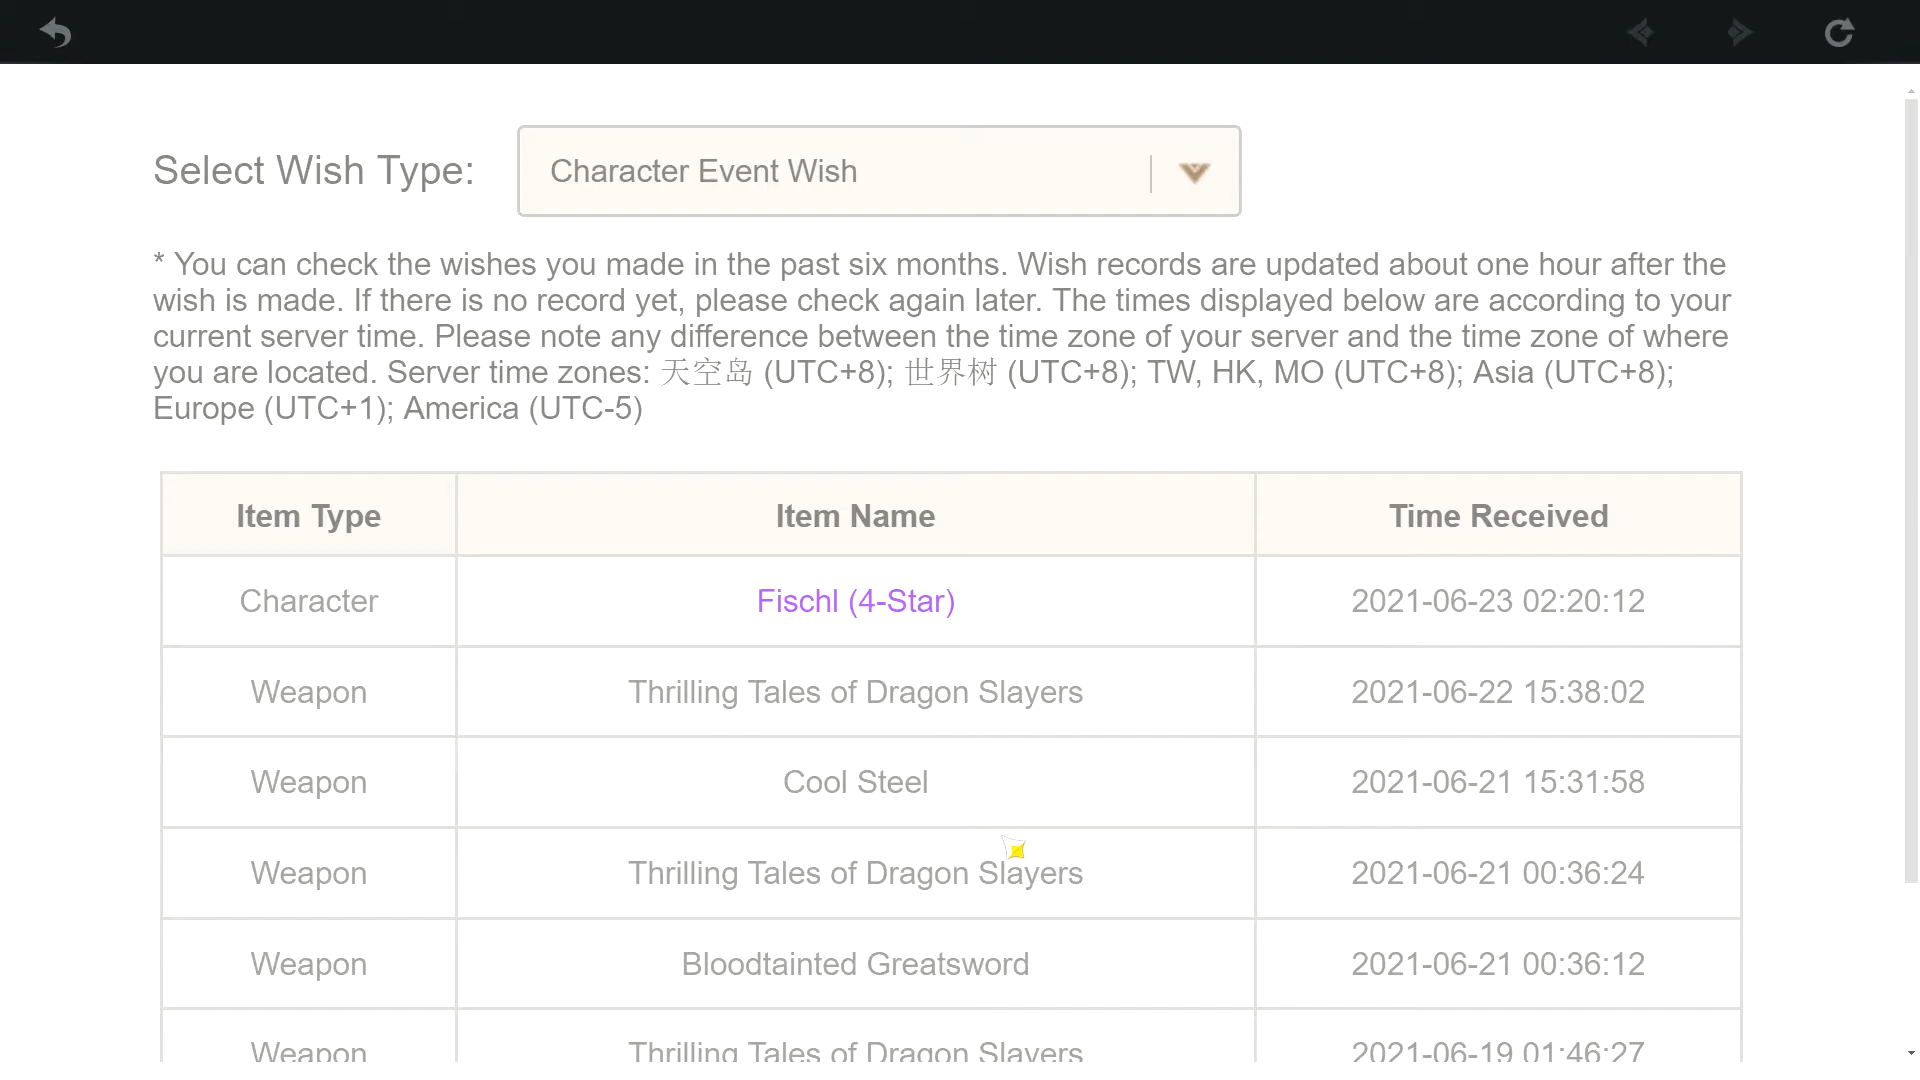 Select Wish Type:
Character Event Wish
* You can check the wishes you made in the past six months. Wish records are updated about one hour after the
wish is made. If there is no record yet, please check again later. The times displayed below are according to your
current server time. Please note any difference between the time zone of your server and the time zone of where
you are located. Server time zones: 天空岛 (UTC+8); 世界树 (UTC+8); TW, HK, MO (UTC+8); Asia (UTC+8);
Europe (UTC+1); America (UTC-5)
Item Type Item Name Time Received
Character Fischl (4-Star) 2021-06-23 02:20:12
Weapon Thrilling Tales of Dragon Slayers 2021-06-22 15:38:02
Weapon Cool Steel 2021-06-21 15:31:58
Weapon Thrilling Tales of Dragon Slayers 2021-06-21 00:36:24
Weapon Bloodtainted Greatsword 2021-06-21 00:36:12
Weapon Thrilling Tales of Dragon Slayers 2021-06-19 01:46:27